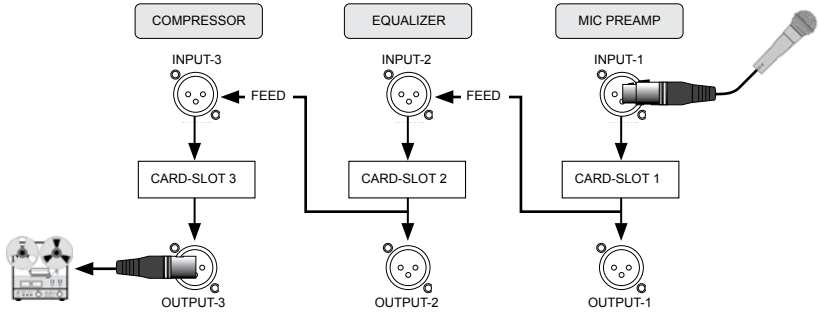 COMPRESSOR
EQUALIZER
MIC PREAMP
INPUT-3
INPUT-2
INPUT-1
FEED
FEED
CARD-SLOT 3
CARD-SLOT 2
CARD-SLOT 1
OUTPUT-3
OUTPUT-2
OUTPUT-1